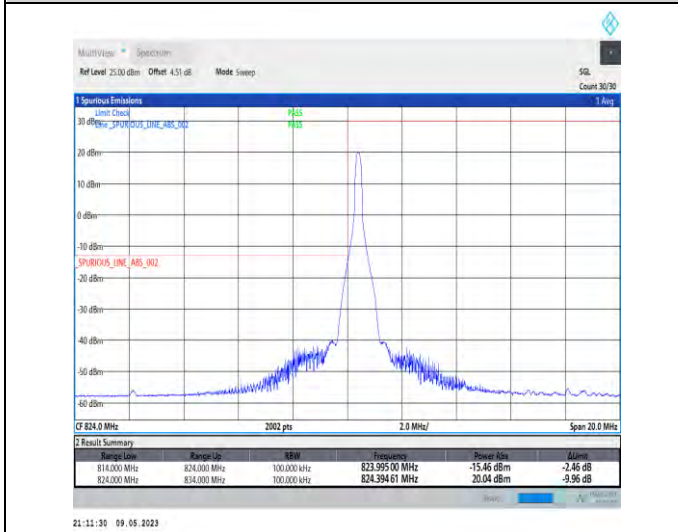 MultiView Spectrum
Ref Level 25.00 dBm Offset 4.51 dB Mode Sweep SGL
Count 30/30
1 Spurious Emissions 1 Avg
Limit Check PASS
30 dBm Line _SPURIOUS_LINE_ABS_002 PASS
20 dBm
10 dBm
0 dBm
-10 dBm
_SPURIOUS_LINE_ABS_002
-20 dBm
-30 dBm
-40 dBm
-50 dBm
-60 dBm
CF 824.0 MHz 2002 pts 2.0 MHz/ Span 20.0 MHz
2 Result Summary
Range Low Range Up RBW Frequency Power Abs ΔLimit
814.000 MHz 824.000 MHz 100.000 kHz 823.995 00 MHz -15.46 dBm -2.46 dB
824.000 MHz 834.000 MHz 100.000 kHz 824.394 61 MHz 20.04 dBm -9.96 dB
21:11:30 09.05.2023